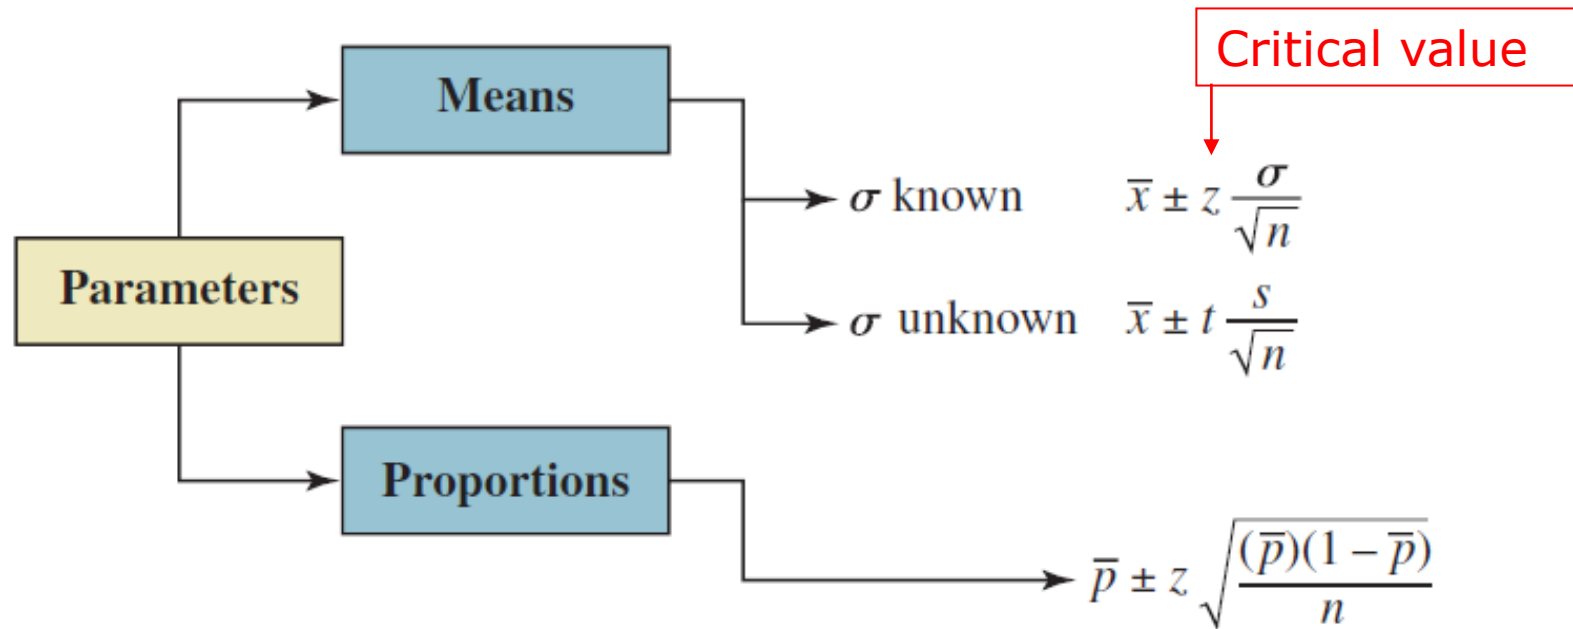 Critical value
Means
σ known x̄ ± z σ/√n
Parameters
σ unknown x̄ ± t s/√n
Proportions
p̄ ± z √((p̄)(1 − p̄)/n)